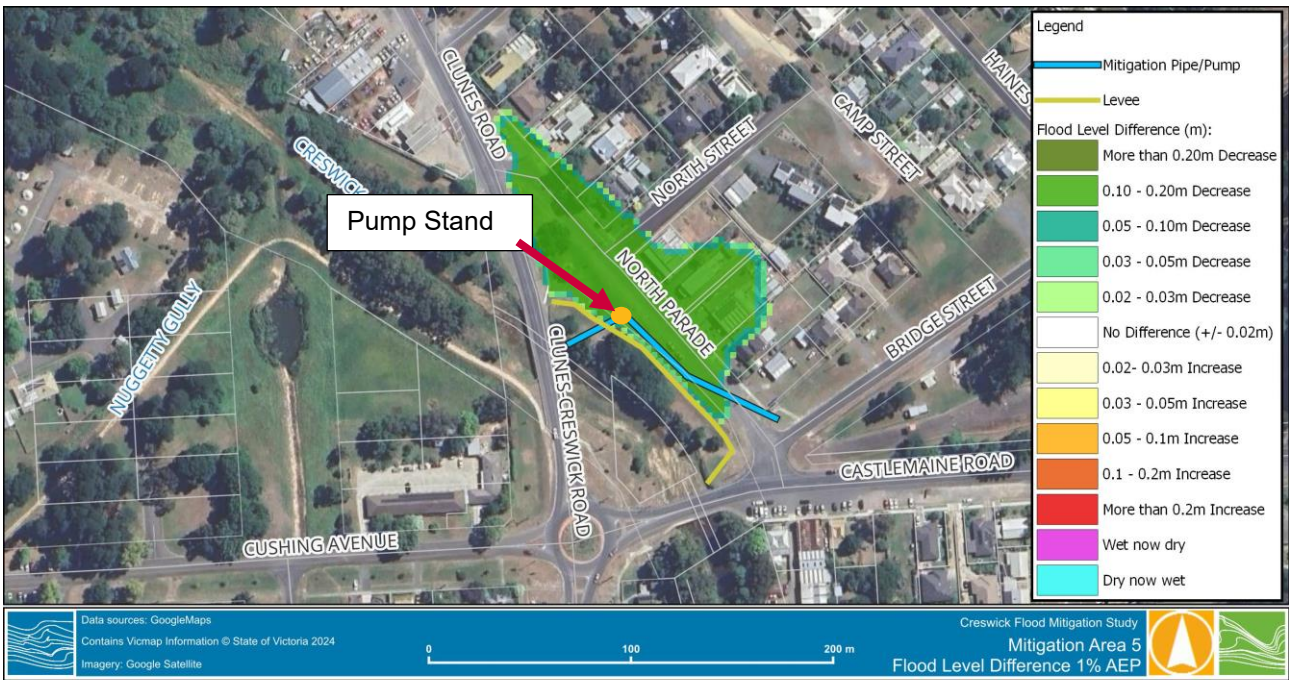 CLUNES ROAD
CRESWICK
NUGGETTY GULLY
Pump Stand
NORTH STREET
CAMP STREET
HAINES
NORTH PARADE
BRIDGE STREET
CLUNES-CRESWICK ROAD
CASTLEMAINE ROAD
CUSHING AVENUE
Legend
Mitigation Pipe/Pump
Levee
Flood Level Difference (m):
More than 0.20m Decrease
0.10 - 0.20m Decrease
0.05 - 0.10m Decrease
0.03 - 0.05m Decrease
0.02 - 0.03m Decrease
No Difference (+/- 0.02m)
0.02- 0.03m Increase
0.03 - 0.05m Increase
0.05 - 0.1m Increase
0.1 - 0.2m Increase
More than 0.2m Increase
Wet now dry
Dry now wet
Data sources: GoogleMaps
Contains Vicmap Information © State of Victoria 2024
Imagery: Google Satellite
0 100 200 m
Creswick Flood Mitigation Study
Mitigation Area 5
Flood Level Difference 1% AEP